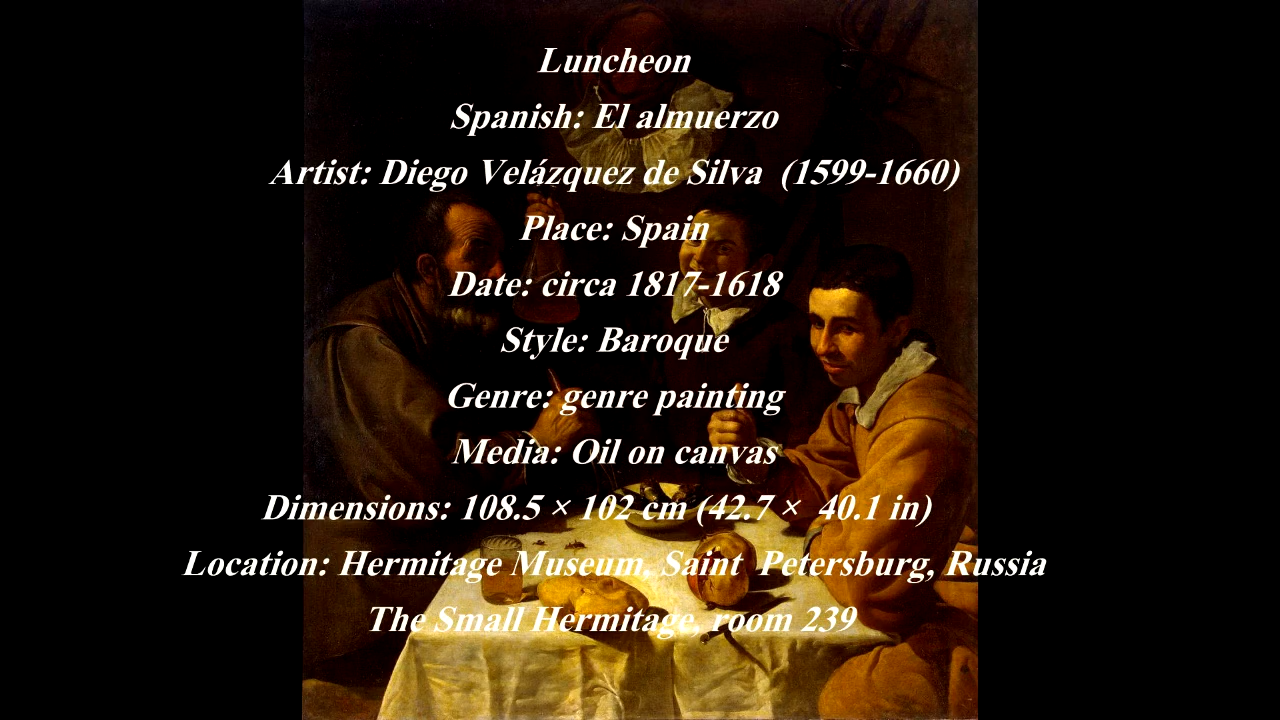 Luncheon
Spanish: El almuerzo
Artist: Diego Velázquez de Silva (1599-1660)
Place: Spain
Date: circa 1817-1618
Style: Baroque
Genre: genre painting
Media: Oil on canvas
Dimensions: 108.5 × 102 cm (42.7 × 40.1 in)
Location: Hermitage Museum, Saint Petersburg, Russia
The Small Hermitage, room 239